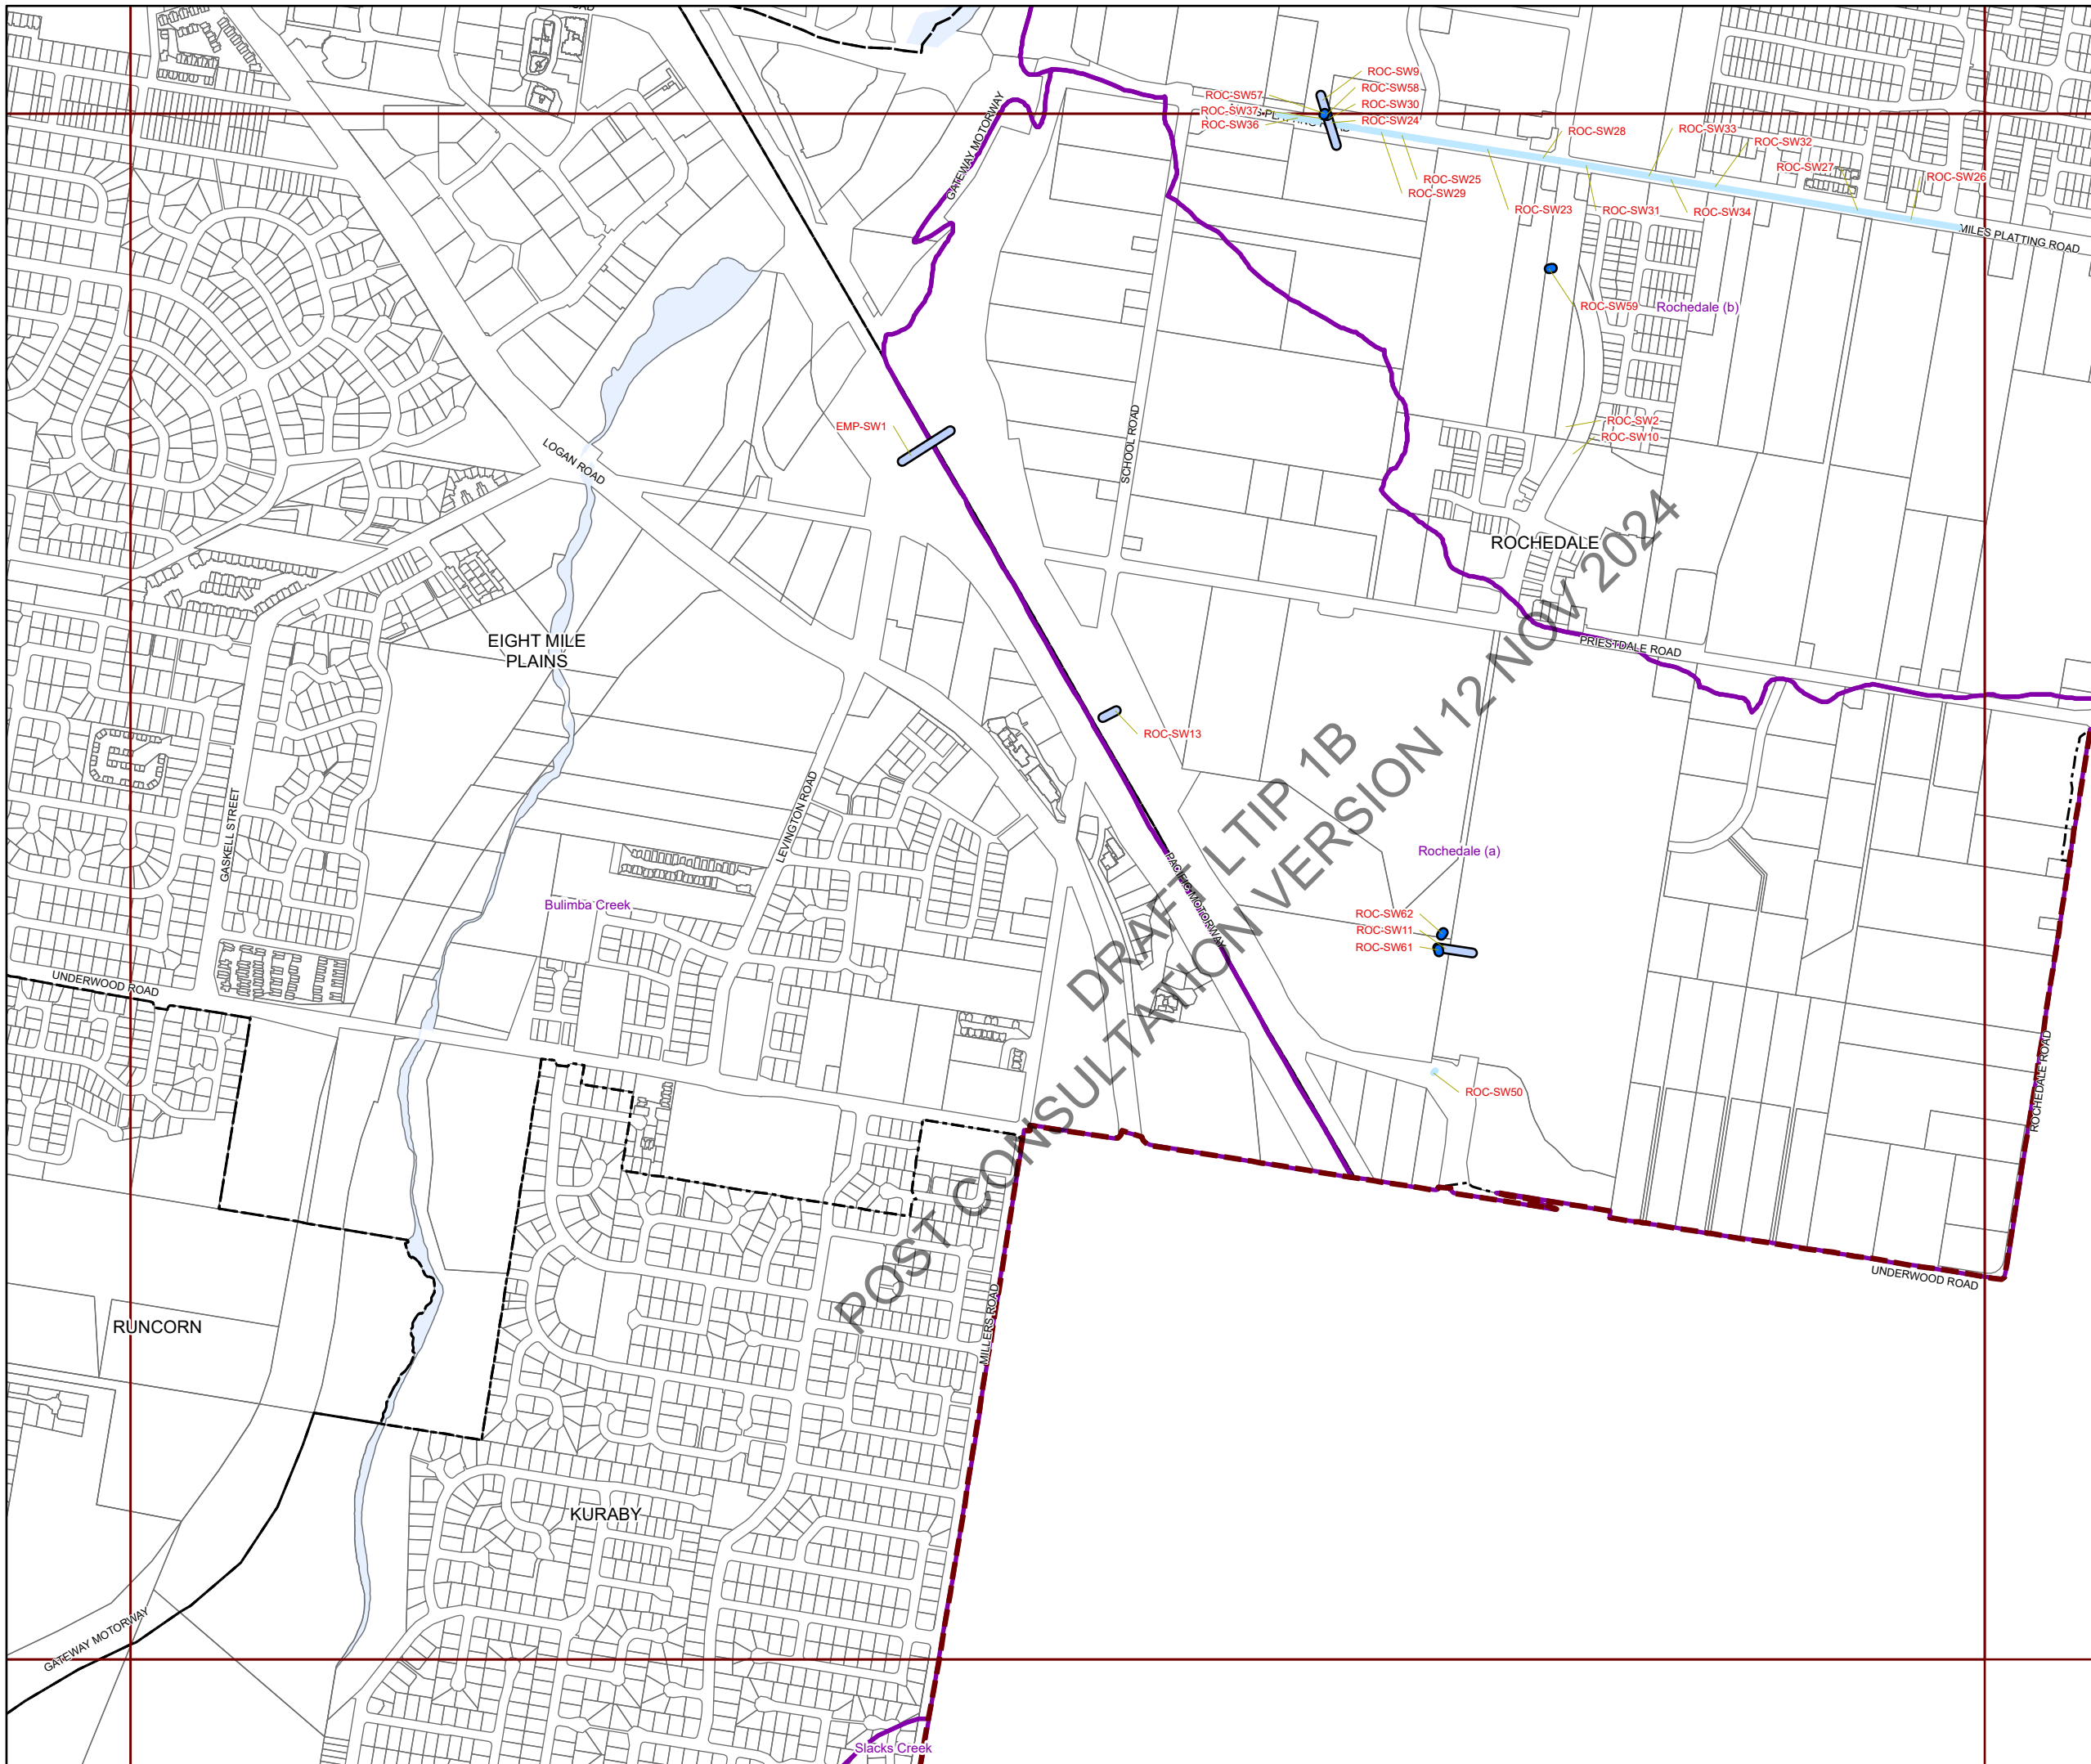 ROAD
ROC-SW9
ROC-SW58
ROC-SW57
ROC-SW30
ROC-SW37
ROC-SW24
ROC-SW36
ROC-SW28
ROC-SW33
ROC-SW32
ROC-SW27
ROC-SW26
ROC-SW25
ROC-SW29
ROC-SW23
ROC-SW31
ROC-SW34
MILES PLATTING ROAD
GATEWAY MOTORWAY
ROC-SW59
Rochedale (b)
EMP-SW1
ROC-SW2
ROC-SW10
LOGAN ROAD
SCHOOL ROAD
ROCHEDALE
EIGHT MILE
PLAINS
PRIESTDALE ROAD
ROC-SW13
GASKELL STREET
LEVINGTON ROAD
Rochedale (a)
PACIFIC MOTORWAY
Bulimba Creek
ROC-SW62
ROC-SW11
ROC-SW61
UNDERWOOD ROAD
ROC-SW50
ROCHEDALE ROAD
UNDERWOOD ROAD
MILLERS ROAD
RUNCORN
KURABY
GATEWAY MOTORWAY
Slacks Creek
DRAFT LTIP 1B
POST CONSULTATION VERSION 12 NOV 2024